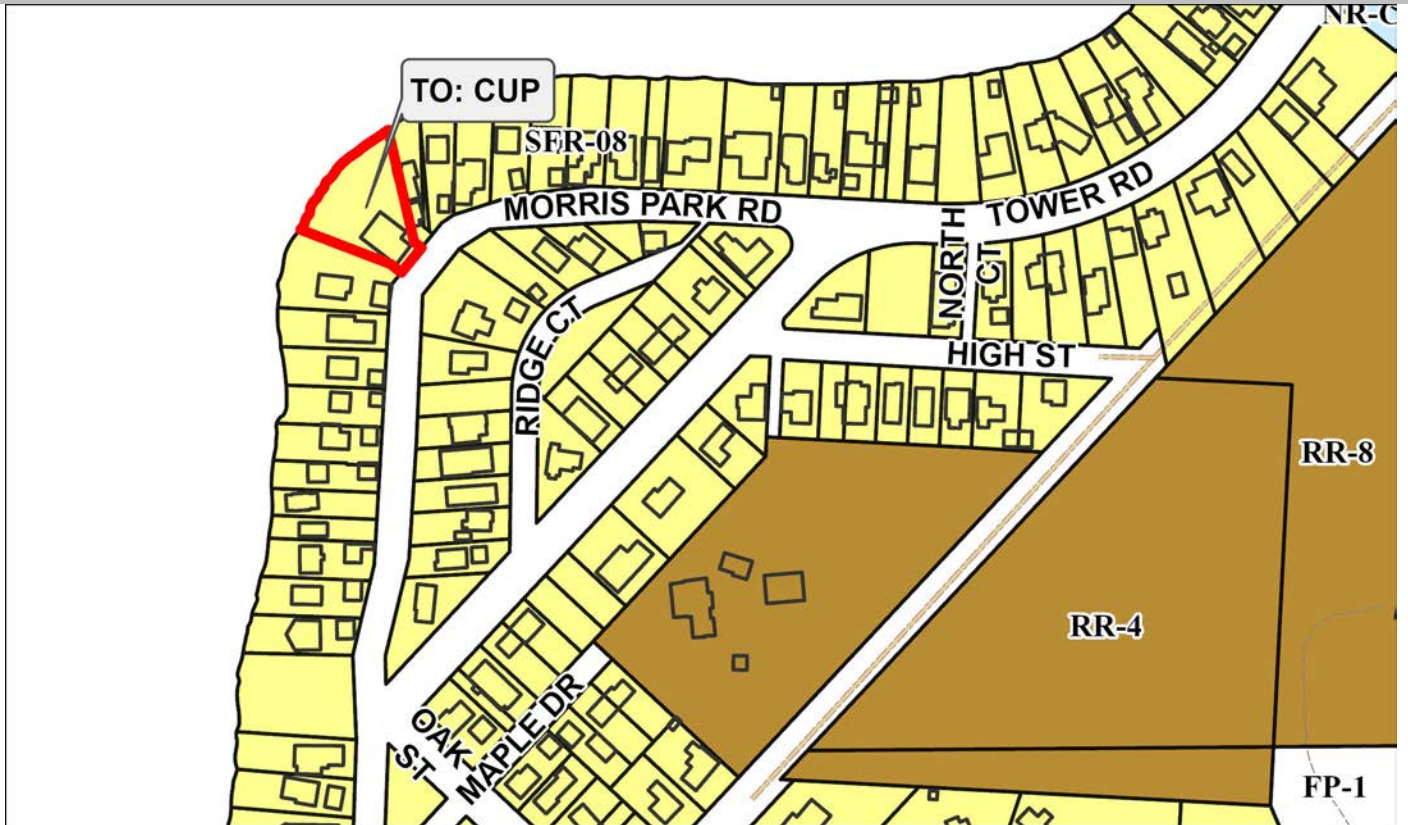 NR-C
TO: CUP
SFR-08
MORRIS PARK RD
TOWER RD
NORTH
CT
RIDGE CT
HIGH ST
RR-8
RR-4
OAK
ST
MAPLE DR
FP-1